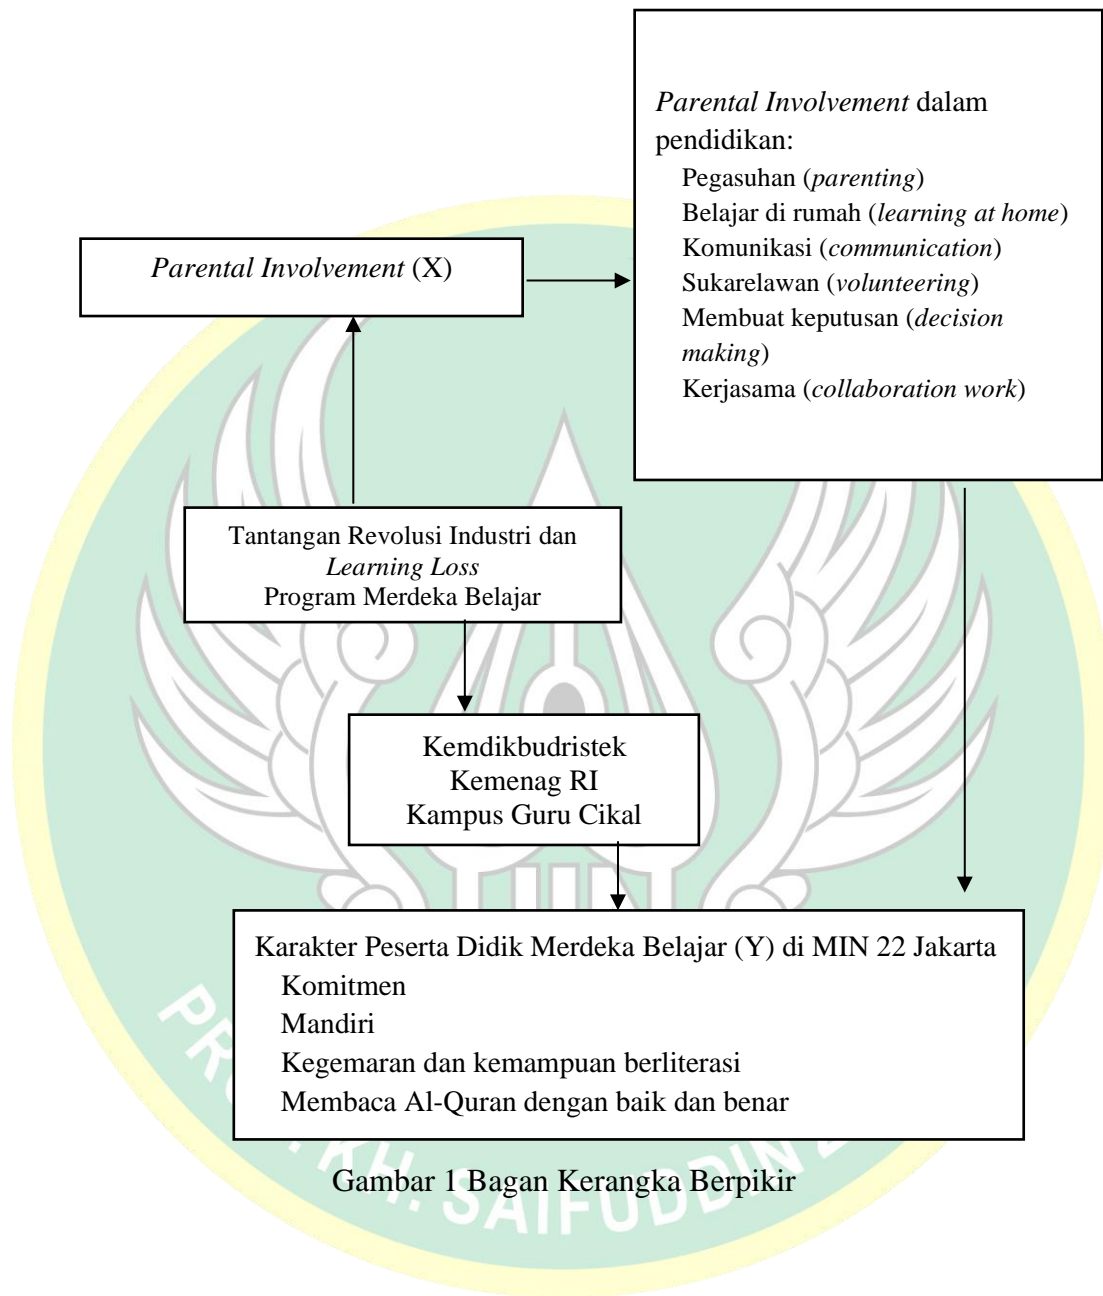 Parental Involvement dalam
pendidikan:
Pegasuhan (parenting)
Belajar di rumah (learning at home)
Komunikasi (communication)
Sukarelawan (volunteering)
Membuat keputusan (decision
making)
Kerjasama (collaboration work)
Parental Involvement (X)
Tantangan Revolusi Industri dan
Learning Loss
Program Merdeka Belajar
Kemdikbudristek
Kemenag RI
Kampus Guru Cikal
Karakter Peserta Didik Merdeka Belajar (Y) di MIN 22 Jakarta
Komitmen
Mandiri
Kegemaran dan kemampuan berliterasi
Membaca Al-Quran dengan baik dan benar
KH. SAIFUDDIN
Gambar 1 Bagan Kerangka Berpikir